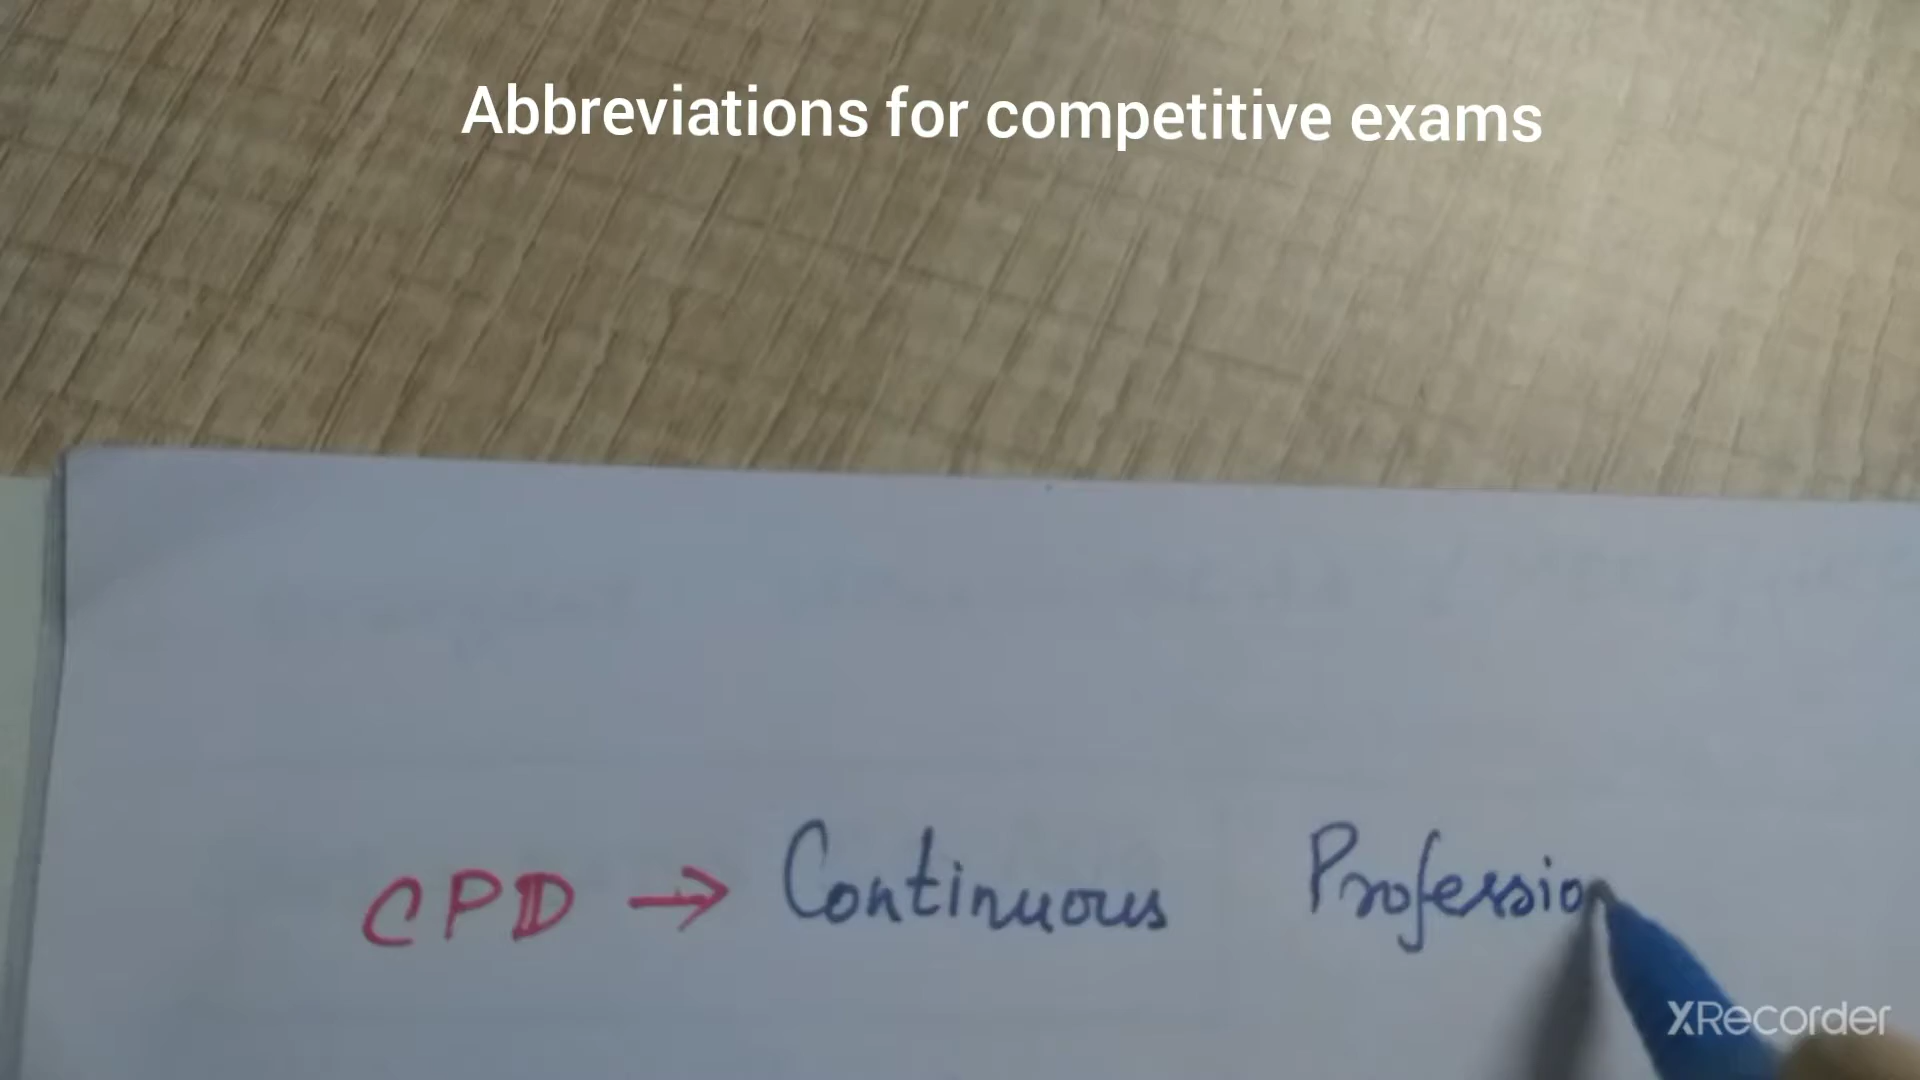 Abbreviations for competitive exams
CPD → Continuous Professio
XRecorder